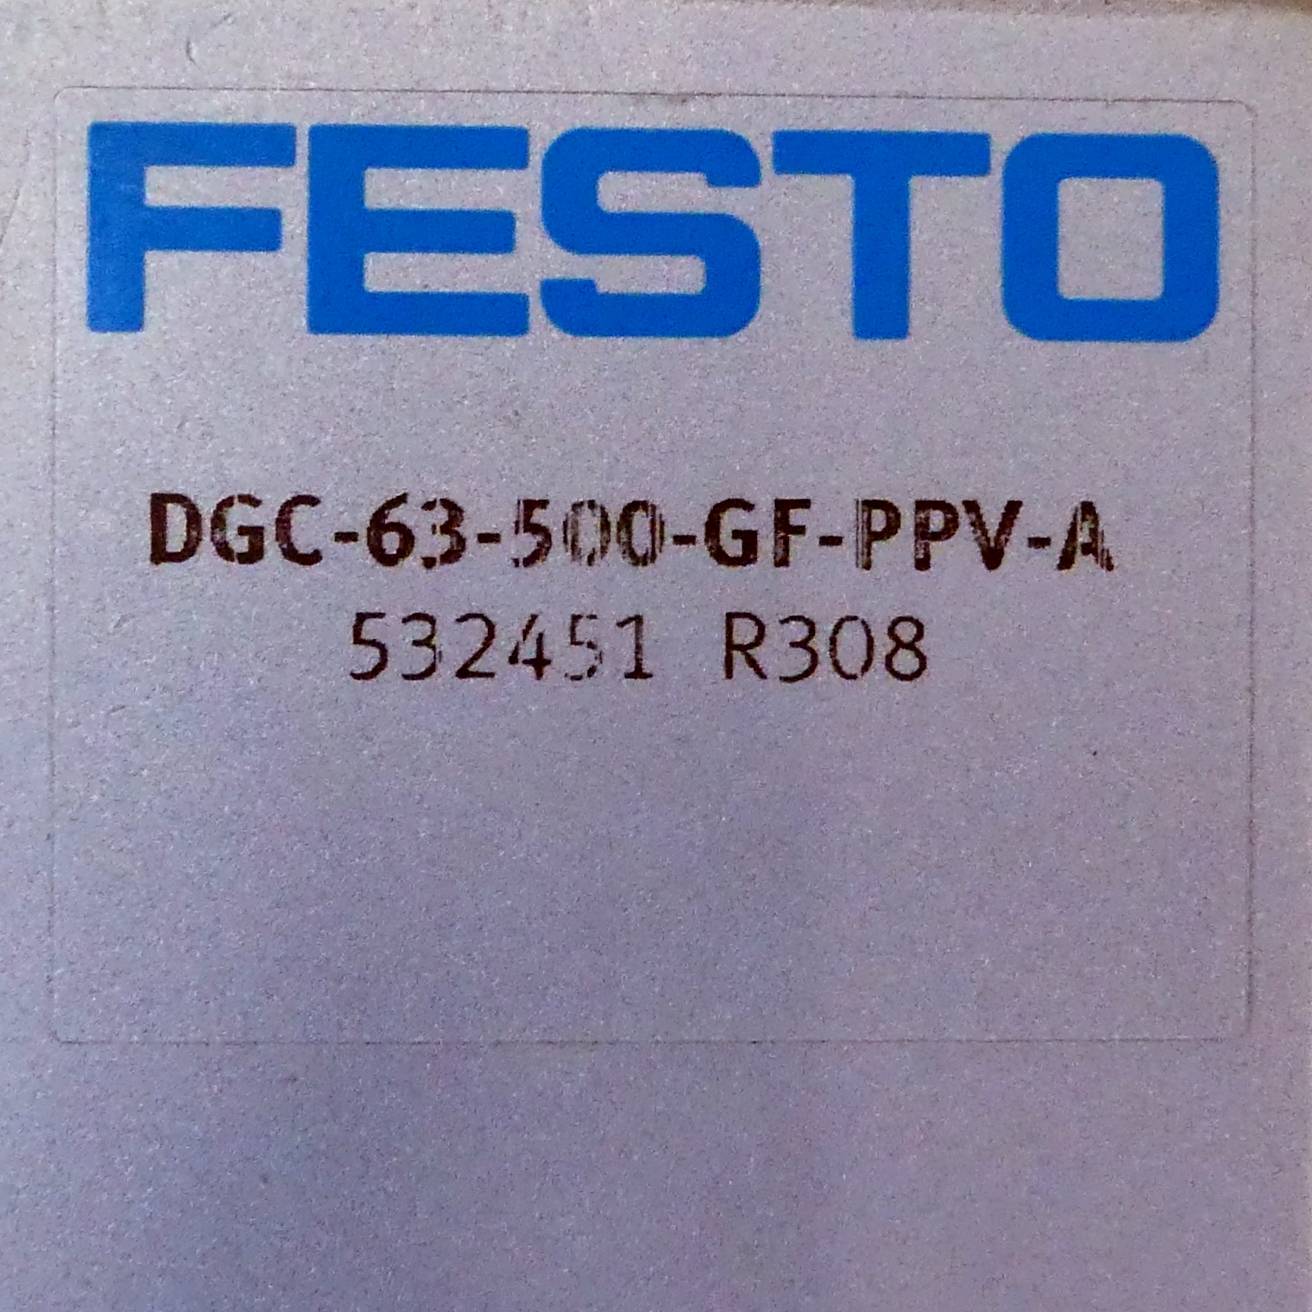 FESTO
DGC-63-500-GF-PPV-A
532451 R308